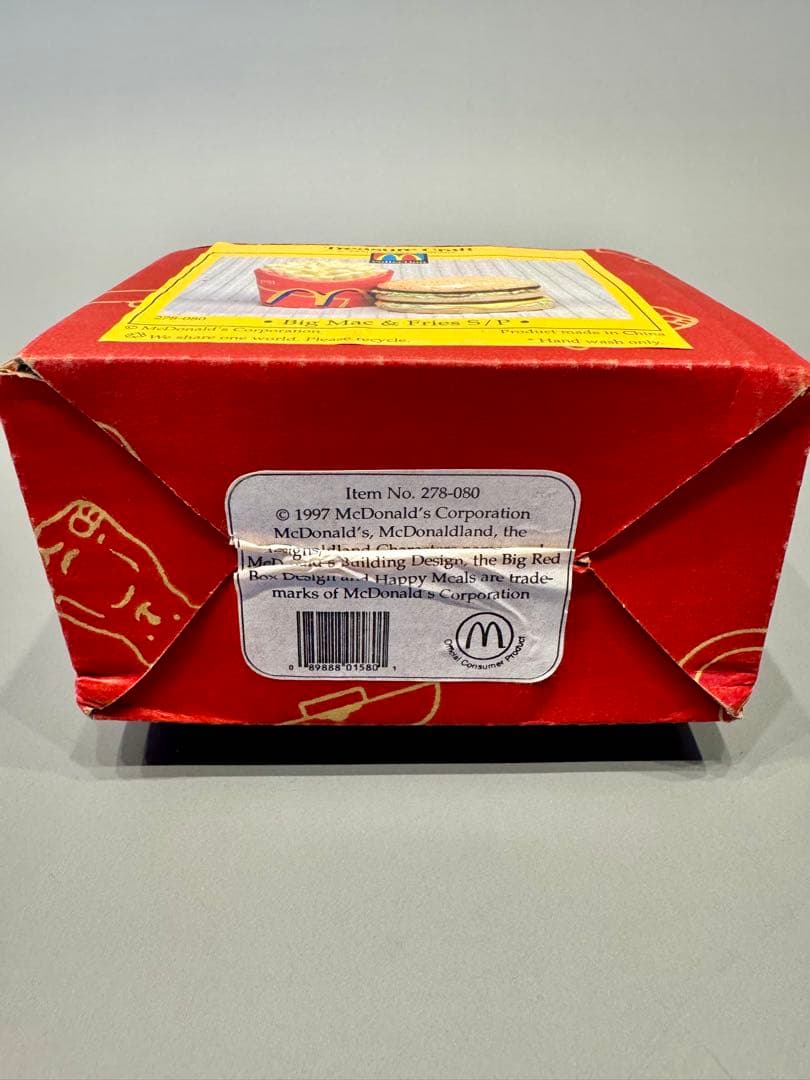 Treasure Craft
278-080
• Big Mac & Fries S/P •
© McDonald's Corporation
Product made in China
We share one world. Please recycle.
• Hand wash only.
Item No. 278-080
© 1997 McDonald's Corporation
McDonald's, McDonaldland, the
McDonald's Building Design, the Big Red
Box Design and Happy Meals are trade-
marks of McDonald's Corporation
0 89888 01580 1
Official Consumer Product